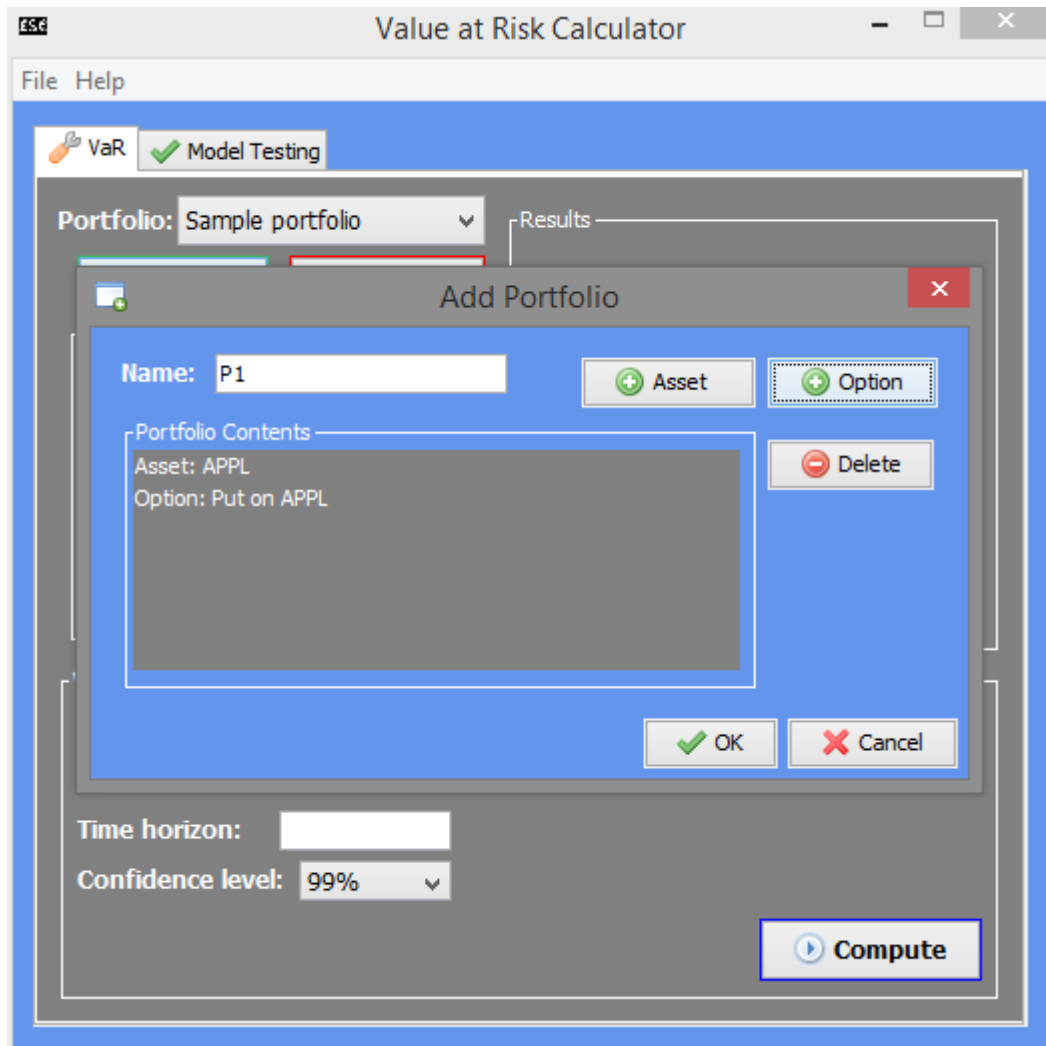 ESG
Value at Risk Calculator
File Help
VaR
Model Testing
Portfolio: Sample portfolio
Results
Add Portfolio
Name: P1
Asset
Option
Portfolio Contents
Asset: APPL
Option: Put on APPL
Delete
OK
Cancel
Time horizon:
Confidence level: 99%
Compute